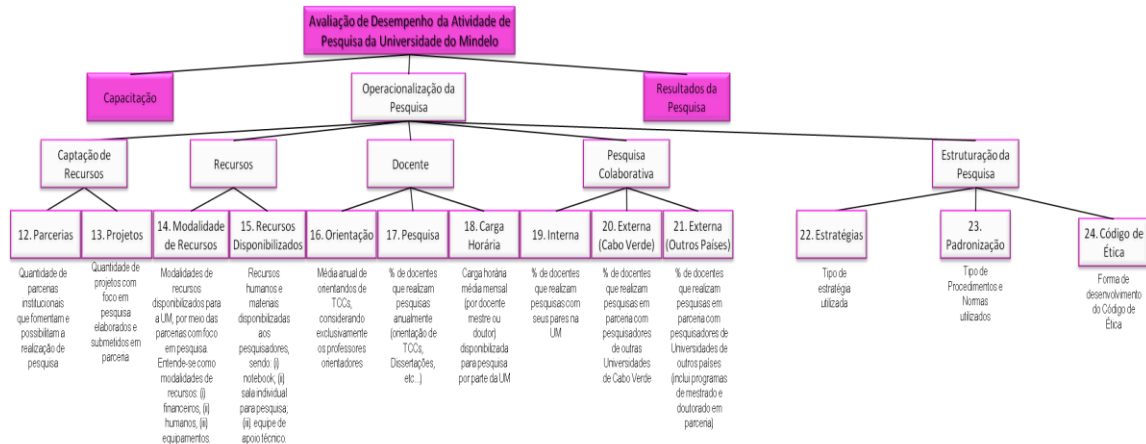 Avaliação de Desempenho da Atividade de
Pesquisa da Universidade do Mindelo
Capacitação
Operacionalização da
Pesquisa
Resultados da
Pesquisa
Captação de
Recursos
Recursos
Docente
Pesquisa
Colaborativa
Estruturação da
Pesquisa
12. Parcerias
13. Projetos
14. Modalidade
de Recursos
15. Recursos
Disponibilizados
16. Orientação
17. Pesquisa
18. Carga
Horária
19. Interna
20. Externa
(Cabo Verde)
21. Externa
(Outros Países)
22. Estratégias
23.
Padronização
24. Código de
Ética
Quantidade de
parcerias
institucionais
que fomentam e
possibilitam a
realização de
pesquisa
Quantidade de
projetos com
foco em
pesquisa
elaborados e
submetidos em
parceria
Modalidades de
recursos
disponibilizados para
a UM, por meio das
parcerias com foco em
pesquisa.
Entende-se como
modalidades de
recursos: (i)
financeiros, (ii)
humanos, (iii)
equipamentos.
Recursos
humanos e
materiais
disponibilizadas
aos
pesquisadores,
sendo: (i)
notebook; (ii)
sala individual
para pesquisa;
(iii) equipe de
apoio técnico.
Média anual de
orientandos de
TCCs,
considerando
exclusivamente
os professores
orientadores
% de docentes
que realizam
pesquisas
anualmente
(orientação de
TCCs,
Dissertações,
etc...)
Carga horária
média mensal
(por docente
mestre ou
doutor)
disponibilizada
para pesquisa
por parte da UM
% de docentes
que realizam
pesquisas com
seus pares na
UM
% de docentes
que realizam
pesquisas em
parceria com
pesquisadores
de outras
Universidades
de Cabo Verde
% de docentes
que realizam
pesquisas em
parceria com
pesquisadores de
Universidades de
outros países
(inclui programas
de mestrado e
doutorado em
parceria)
Tipo de
estratégia
utilizada
Tipo de
Procedimentos e
Normas
utilizados
Forma de
desenvolvimento
do Código de
Ética